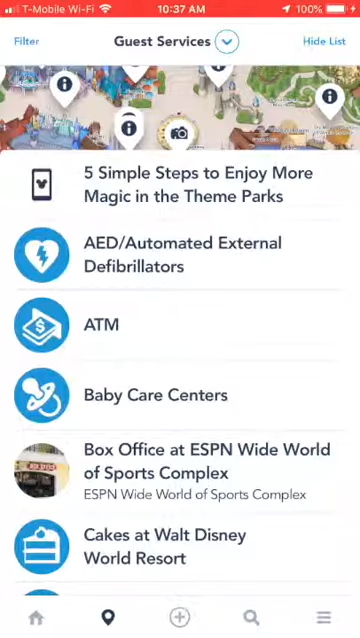 T-Mobile Wi-Fi 10:37 AM 100%
Filter Guest Services Hide List
5 Simple Steps to Enjoy More
Magic in the Theme Parks
AED/Automated External
Defibrillators
ATM
Baby Care Centers
Box Office at ESPN Wide World
of Sports Complex
ESPN Wide World of Sports Complex
Cakes at Walt Disney
World Resort